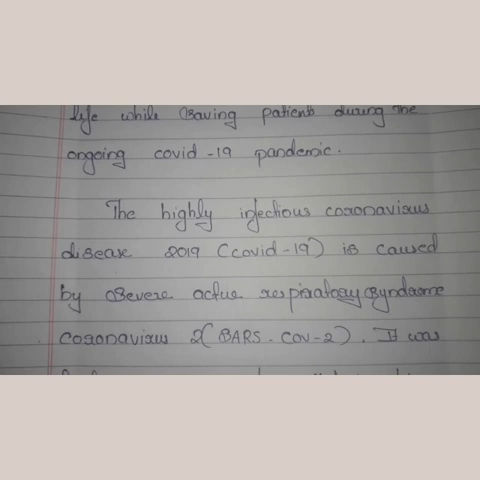 life while saving patients during the
ongoing covid-19 pandemic.
The highly infectious coronavirus
disease 2019 (covid-19) is caused
by severe actue respiratory syndrome
coronavirus 2(SARS-COV-2). It was